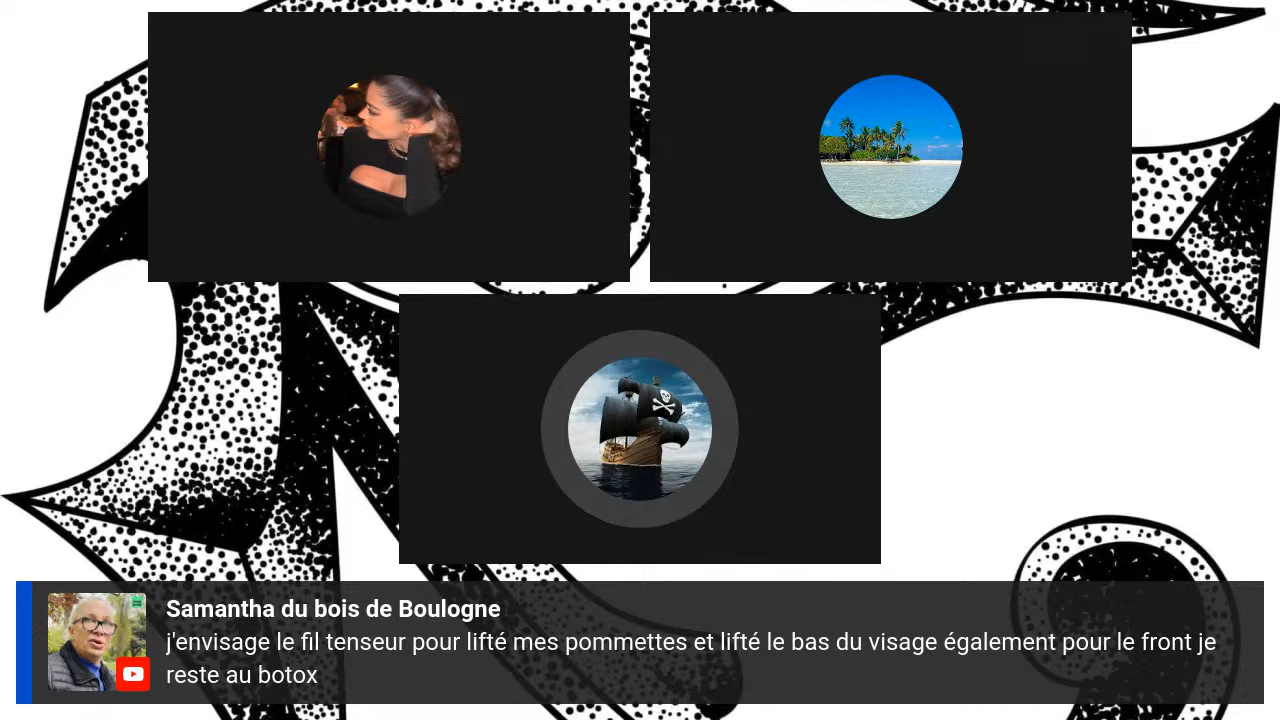 Samantha du bois de Boulogne
j'envisage le fil tenseur pour lifté mes pommettes et lifté le bas du visage également pour le front je
reste au botox